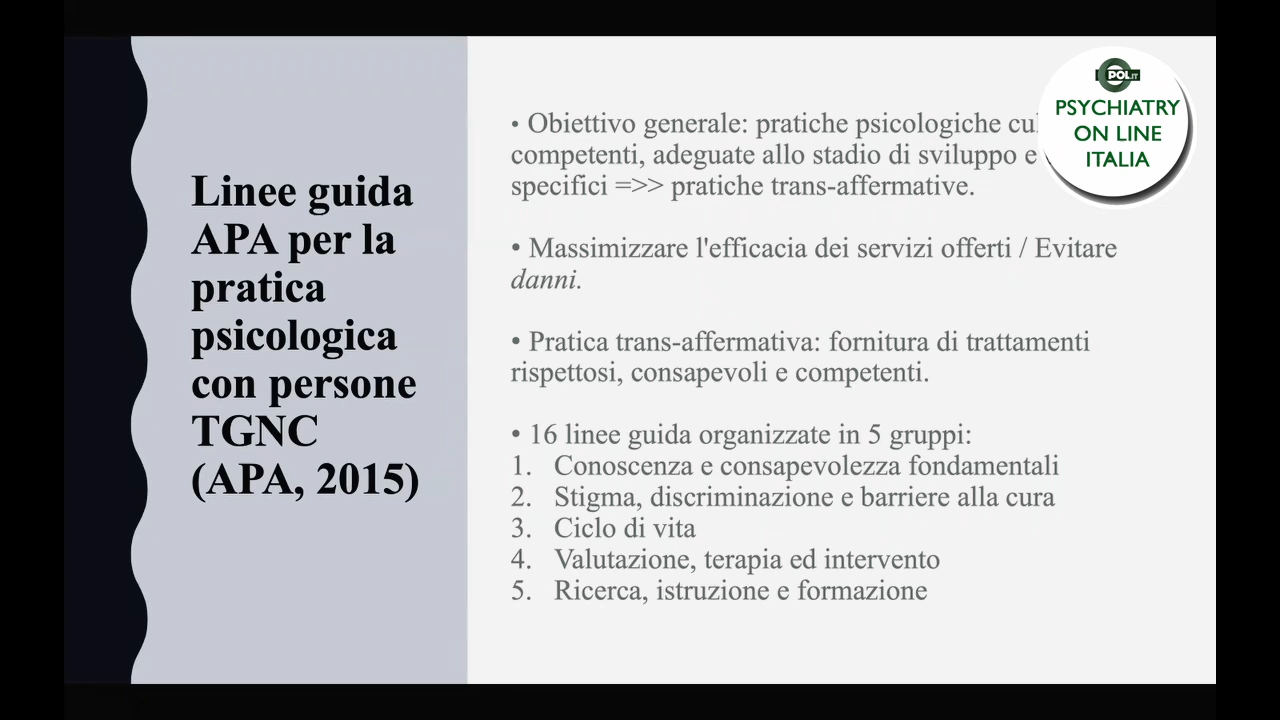 Linee guida
APA per la
pratica
psicologica
con persone
TGNC
(APA, 2015)
• Obiettivo generale: pratiche psicologiche
competenti, adeguate allo stadio di sviluppo e
specifici =>> pratiche trans-affermative.
• Massimizzare l'efficacia dei servizi offerti / Evitare
danni.
• Pratica trans-affermativa: fornitura di trattamenti
rispettosi, consapevoli e competenti.
• 16 linee guida organizzate in 5 gruppi:
1. Conoscenza e consapevolezza fondamentali
2. Stigma, discriminazione e barriere alla cura
3. Ciclo di vita
4. Valutazione, terapia ed intervento
5. Ricerca, istruzione e formazione
POL.IT
PSYCHIATRY
ON LINE
ITALIA